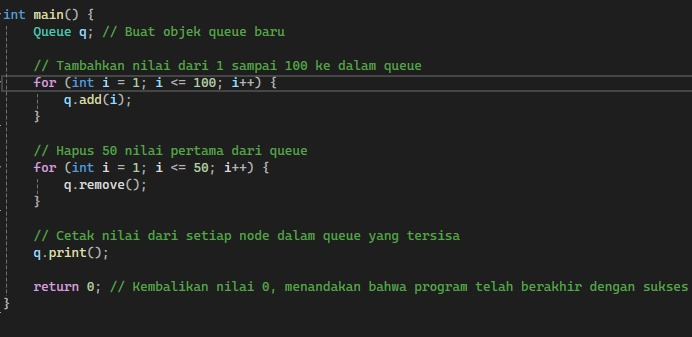 int main() {
Queue q; // Buat objek queue baru
// Tambahkan nilai dari 1 sampai 100 ke dalam queue
for (int i = 1; i <= 100; i++) {
q.add(i);
}
// Hapus 50 nilai pertama dari queue
for (int i = 1; i <= 50; i++) {
q.remove();
}
// Cetak nilai dari setiap node dalam queue yang tersisa
q.print();
return 0; // Kembalikan nilai 0, menandakan bahwa program telah berakhir dengan sukses
}